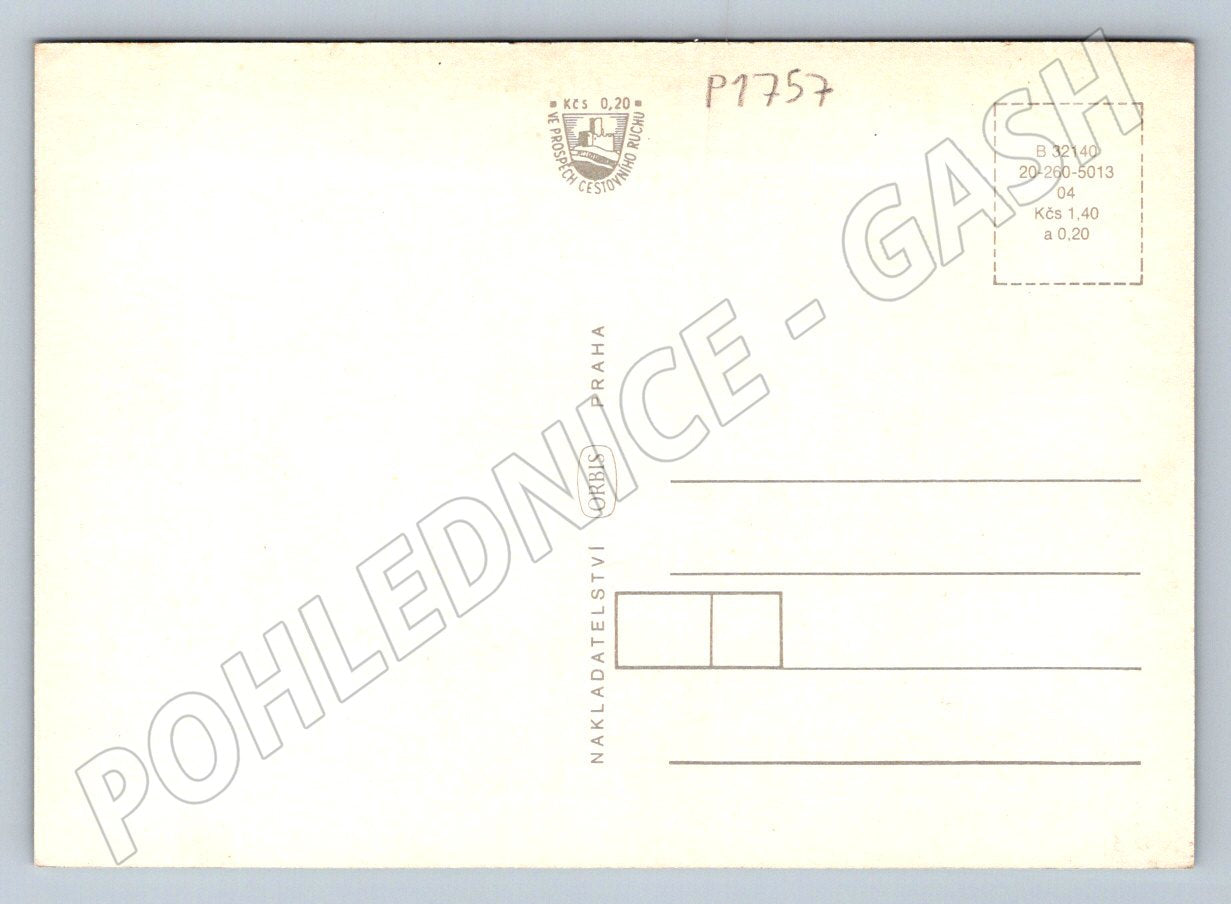 P1757
Kčs 0,20
VE PROSPĚCH CESTOVNÍHO RUCHU
B 32140
20-260-5013
04
Kčs 1,40
a 0,20
NAKLADATELSTVÍ ORBIS PRAHA
POHLEDNICE - GASH